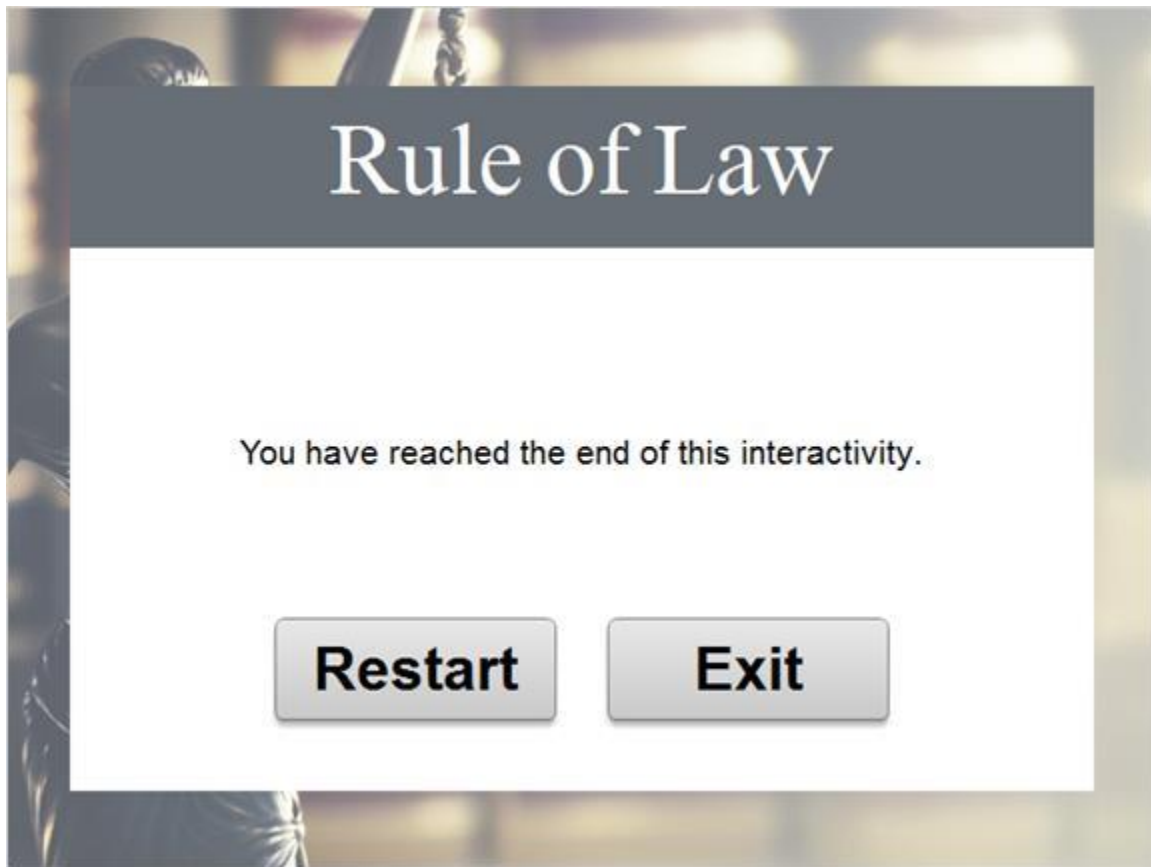 Rule of Law
You have reached the end of this interactivity.
Restart
Exit